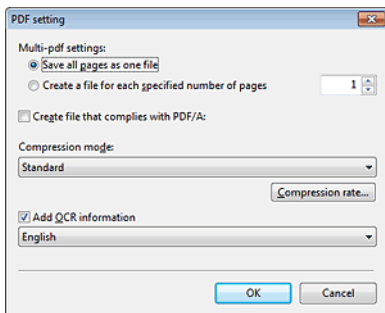 PDF setting
Multi-pdf settings:
Save all pages as one file
Create a file for each specified number of pages 1
Create file that complies with PDF/A:
Compression mode:
Standard
Compression rate...
Add OCR information
English
OK Cancel